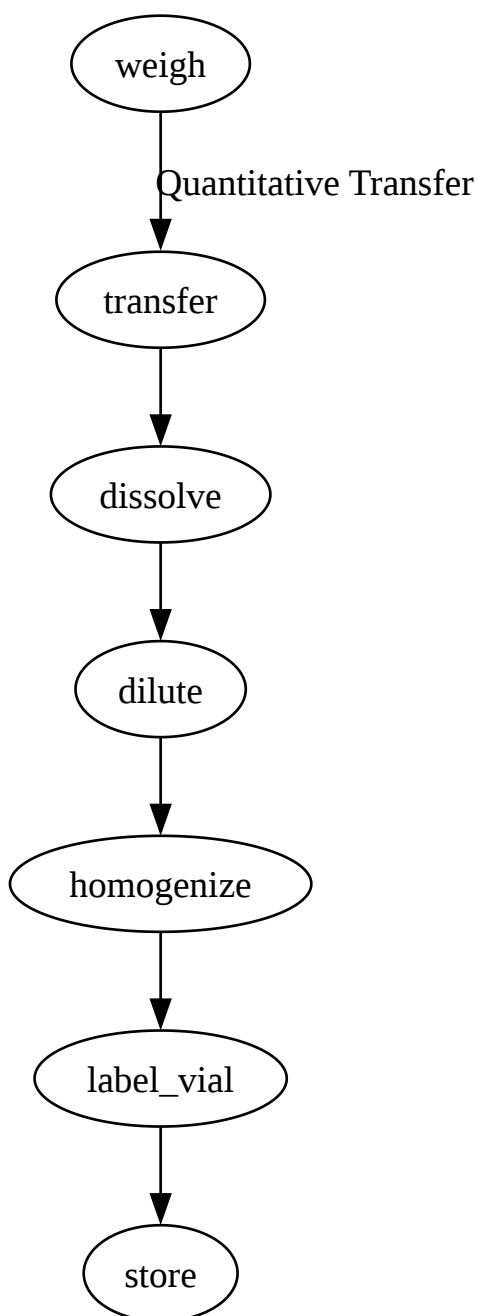 weigh
Quantitative Transfer
transfer
dissolve
dilute
homogenize
label_vial
store